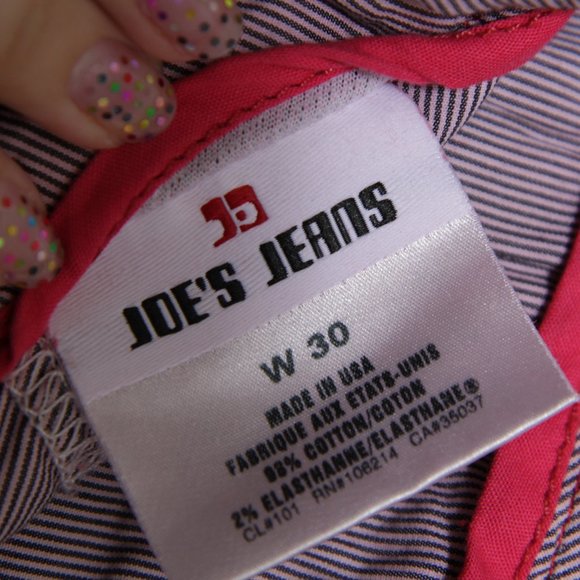 JOE'S JEANS
W 30
MADE IN USA
FABRIQUE AUX ETATS-UNIS
98% COTTON/COTON
2% ELASTHANNE/ELASTHANE®
CL#101 RN#108214 CA#35037